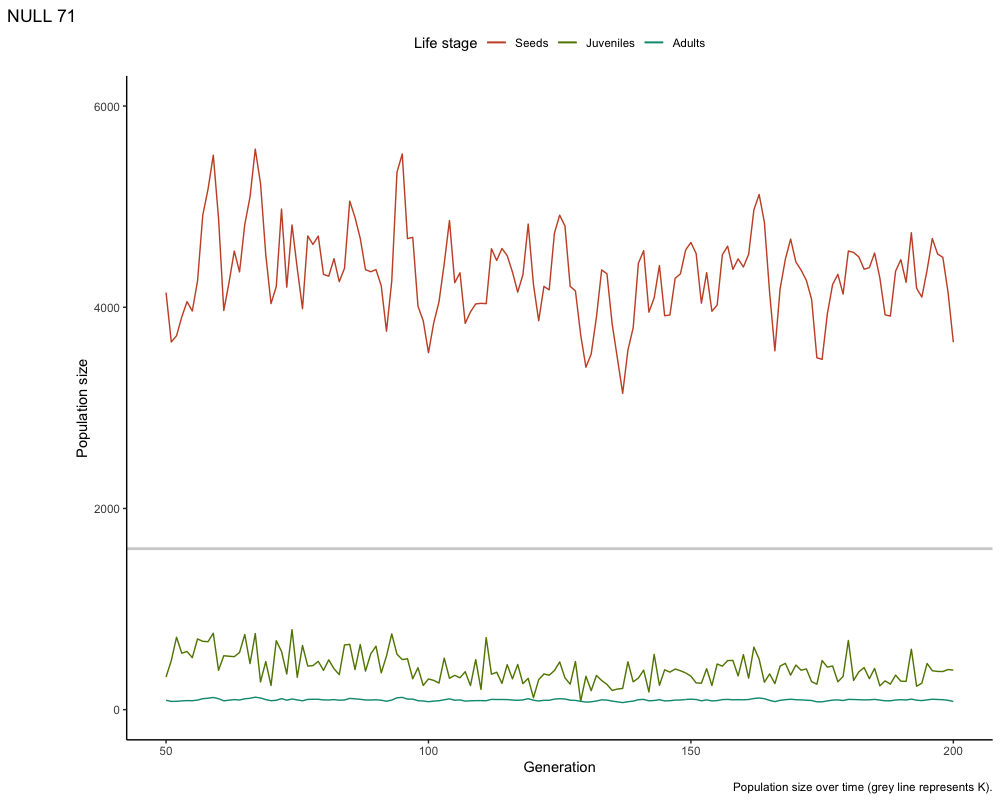 NULL 71
Life stage Seeds Juveniles Adults
Population size
6000
4000
2000
0
50 100 150 200
Generation
Population size over time (grey line represents K).